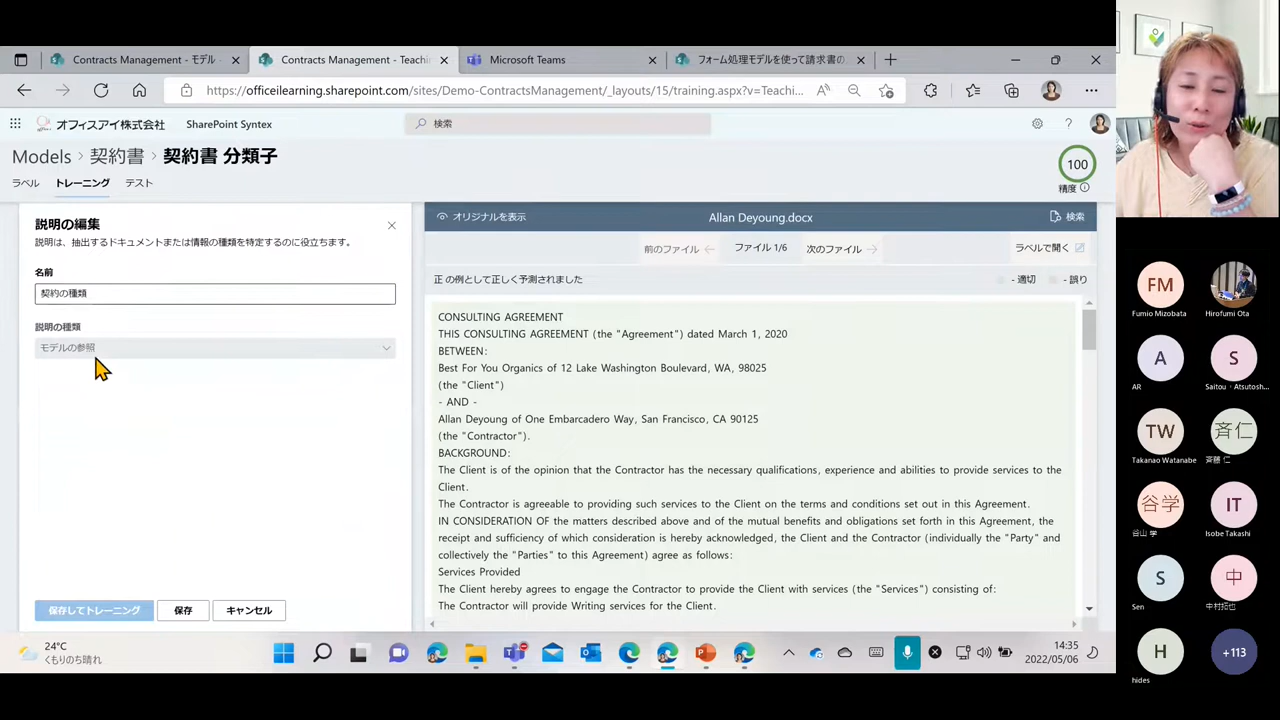 Contracts Management - モデル
Contracts Management - Teachin
Microsoft Teams
フォーム処理モデルを使って請求書の
https://officeilearning.sharepoint.com/sites/Demo-ContractsManagement/_layouts/15/training.aspx?v=Teachi...
オフィスアイ株式会社
SharePoint Syntex
検索
Models > 契約書 > 契約書 分類子
100
精度
ラベル
トレーニング
テスト
説明の編集
説明は、抽出するドキュメントまたは情報の種類を特定するのに役立ちます。
名前
契約の種類
説明の種類
モデルの参照
保存してトレーニング
保存
キャンセル
オリジナルを表示
Allan Deyoung.docx
検索
前のファイル
ファイル 1/6
次のファイル
ラベルで開く
正 の例として正しく予測されました
- 適切
- 誤り
CONSULTING AGREEMENT
THIS CONSULTING AGREEMENT (the "Agreement") dated March 1, 2020
BETWEEN:
Best For You Organics of 12 Lake Washington Boulevard, WA, 98025
(the "Client")
- AND -
Allan Deyoung of One Embarcadero Way, San Francisco, CA 90125
(the "Contractor").
BACKGROUND:
The Client is of the opinion that the Contractor has the necessary qualifications, experience and abilities to provide services to the
Client.
The Contractor is agreeable to providing such services to the Client on the terms and conditions set out in this Agreement.
IN CONSIDERATION OF the matters described above and of the mutual benefits and obligations set forth in this Agreement, the
receipt and sufficiency of which consideration is hereby acknowledged, the Client and the Contractor (individually the "Party" and
collectively the "Parties" to this Agreement) agree as follows:
Services Provided
The Client hereby agrees to engage the Contractor to provide the Client with services (the "Services") consisting of:
The Contractor will provide Writing services for the Client.
24°C
くもりのち晴れ
14:35
2022/05/06
FM
Fumio Mizobata
Hirofumi Ota
A
AR
S
Saitou・Atsutosh...
TW
Takanao Watanabe
斉仁
斉藤 仁
谷学
谷山 学
IT
Isobe Takashi
S
Sen
中
中村拓也
H
hides
+113